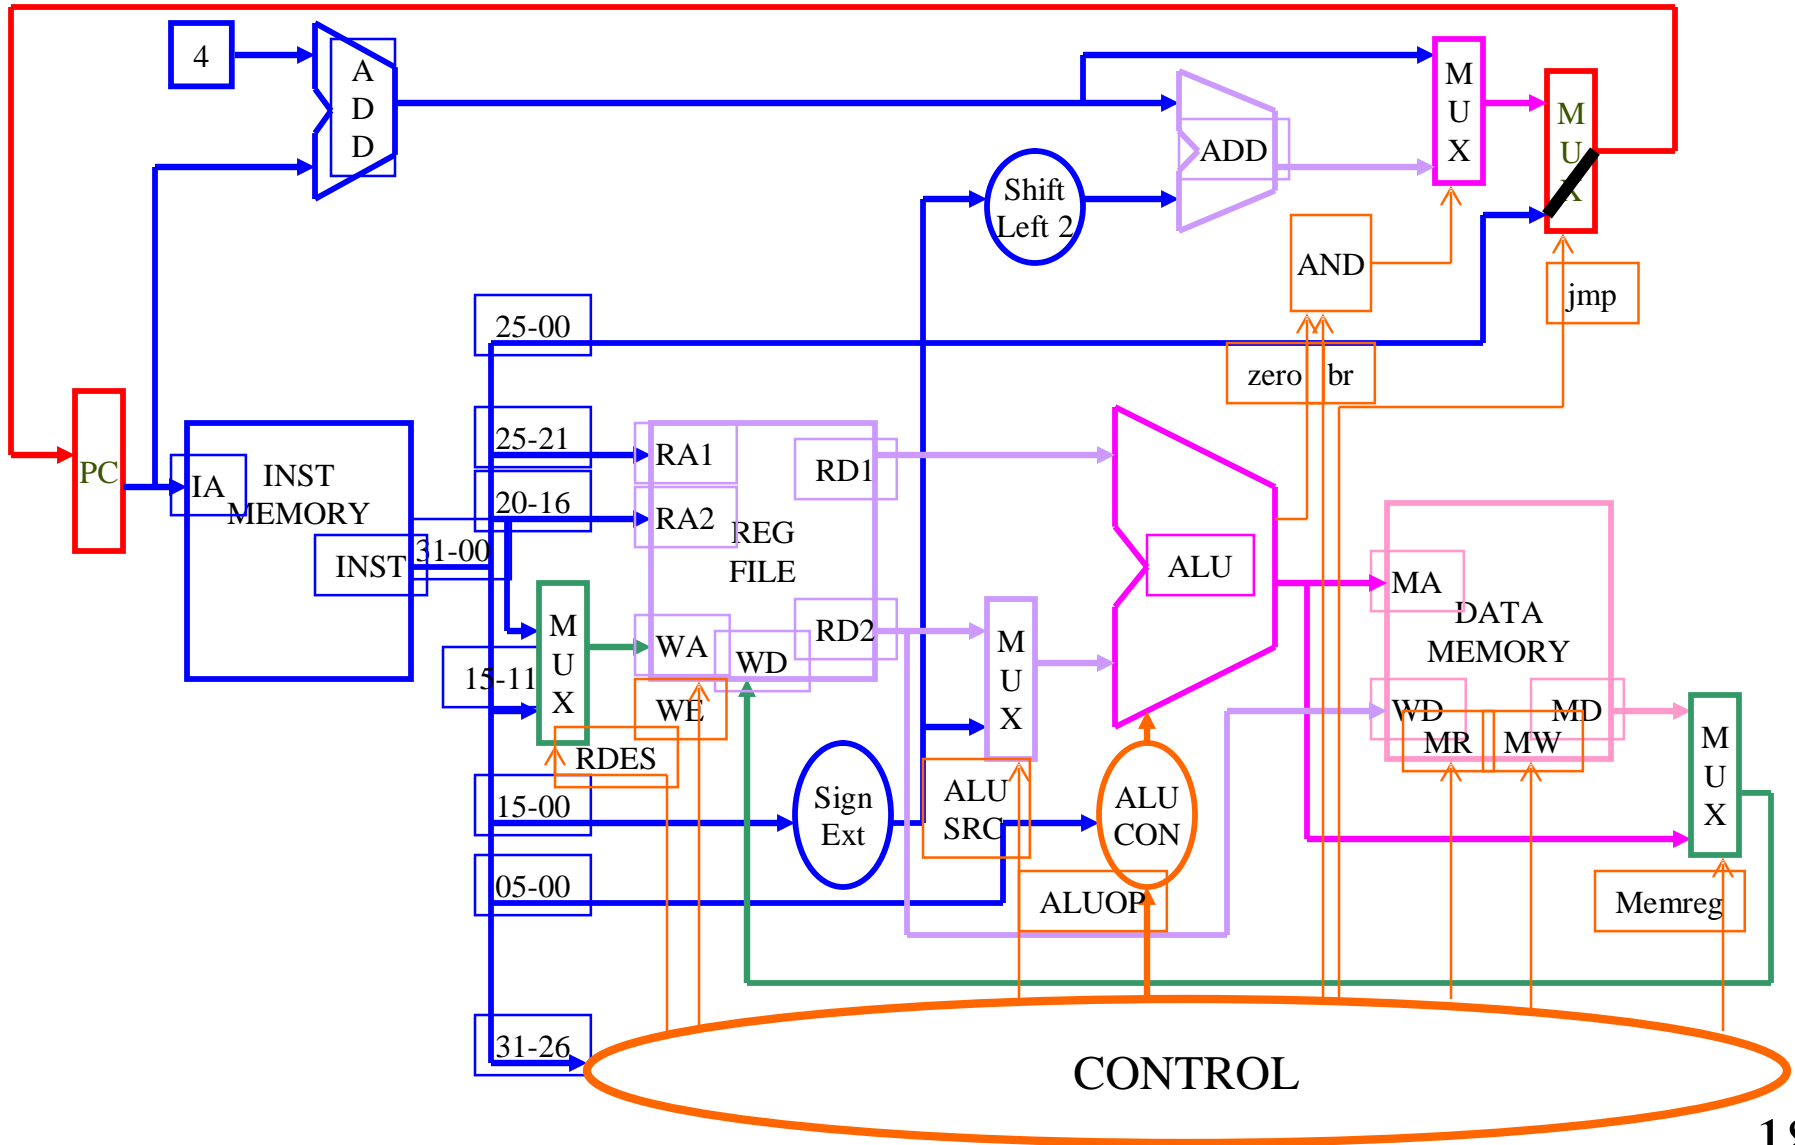 4
A
D
D
M
U
X
M
U
X
ADD
Shift
Left 2
AND
jmp
25-00
zero
br
25-21
RA1
RD1
PC
IA
INST
MEMORY
20-16
RA2
REG
FILE
31-00
INST
ALU
MA
DATA
MEMORY
M
U
X
RD2
WA
WD
M
U
X
15-11
WE
WD
MD
MR
MW
RDES
M
U
X
15-00
Sign
Ext
ALU
SRC
ALU
CON
05-00
ALUOP
Memreg
31-26
CONTROL